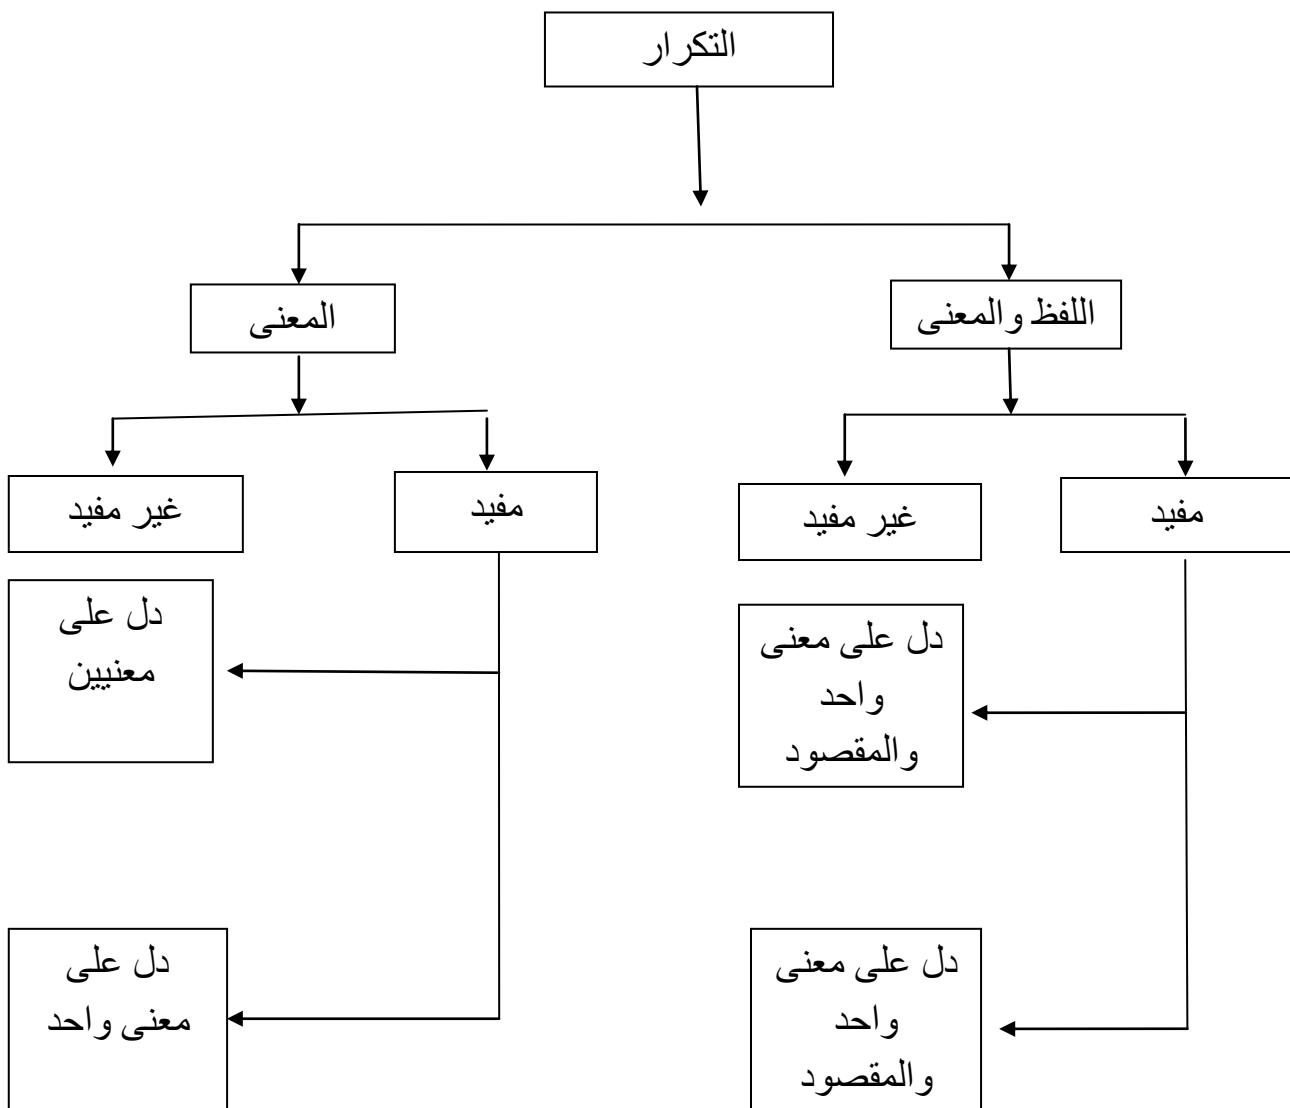 التكرار
اللفظ والمعنى
المعنى
مفيد
غير مفيد
مفيد
غير مفيد
دل على معنى
واحد
والمقصود
دل على
معنيين
دل على معنى
واحد
والمقصود
دل على
معنى واحد